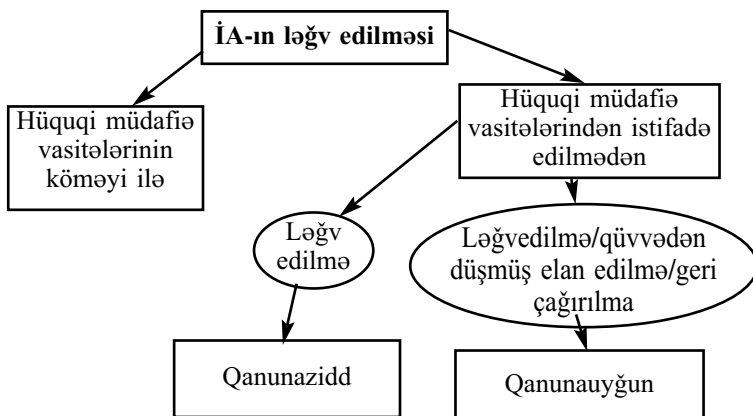 İA-ın ləğv edilməsi
Hüquqi müdafiə
vasitələrinin
köməyi ilə
Hüquqi müdafiə
vasitələrindən istifadə
edilmədən
Ləğv
edilmə
Ləğvedilmə/qüvvədən
düşmüş elan edilmə/geri
çağırılma
Qanunazidd
Qanunauyğun